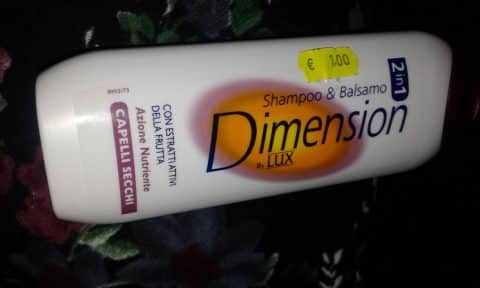 € 1,00
Shampoo & Balsamo
2 in 1
Dimension
By LUX
CON ESTRATTI ATTIVI
DELLA FRUTTA
Azione Nutriente
CAPELLI SECCHI